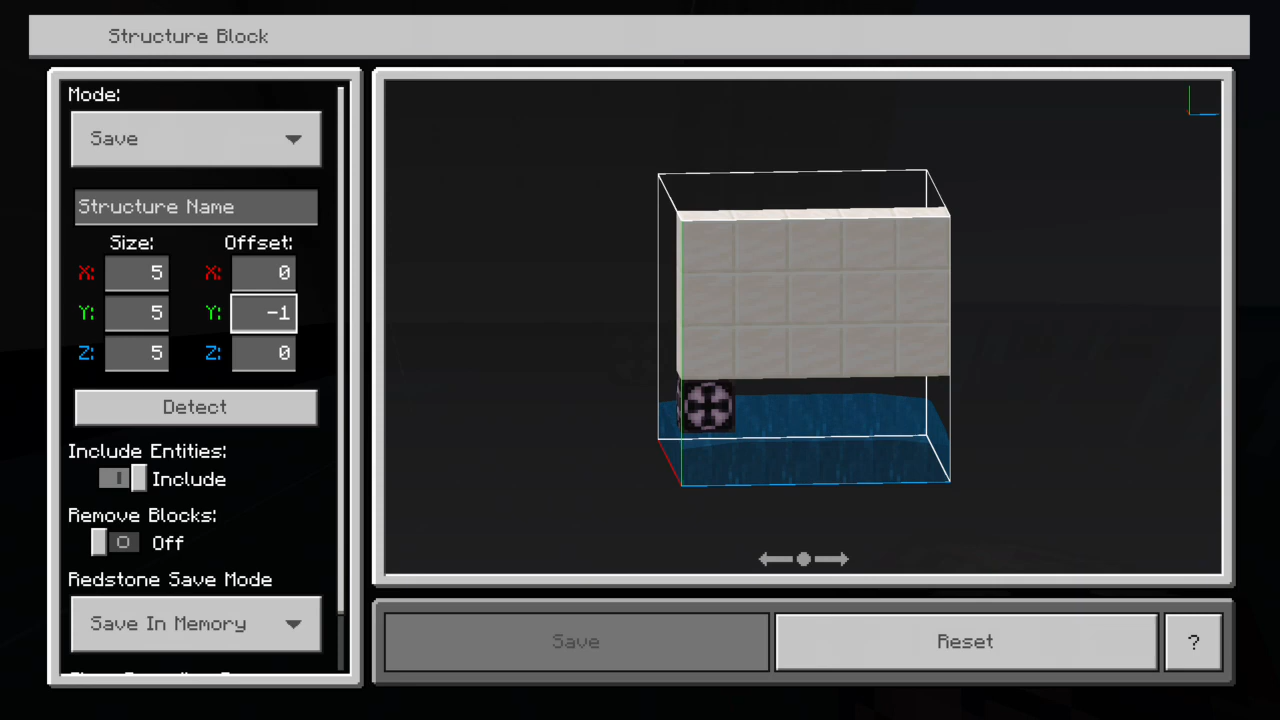 Structure Block
Mode:
Save
Structure Name
Size: Offset:
X: 5 X: 0
Y: 5 Y: -1
Z: 5 Z: 0
Detect
Include Entities:
Include
Remove Blocks:
Off
Redstone Save Mode
Save In Memory
Save Reset ?